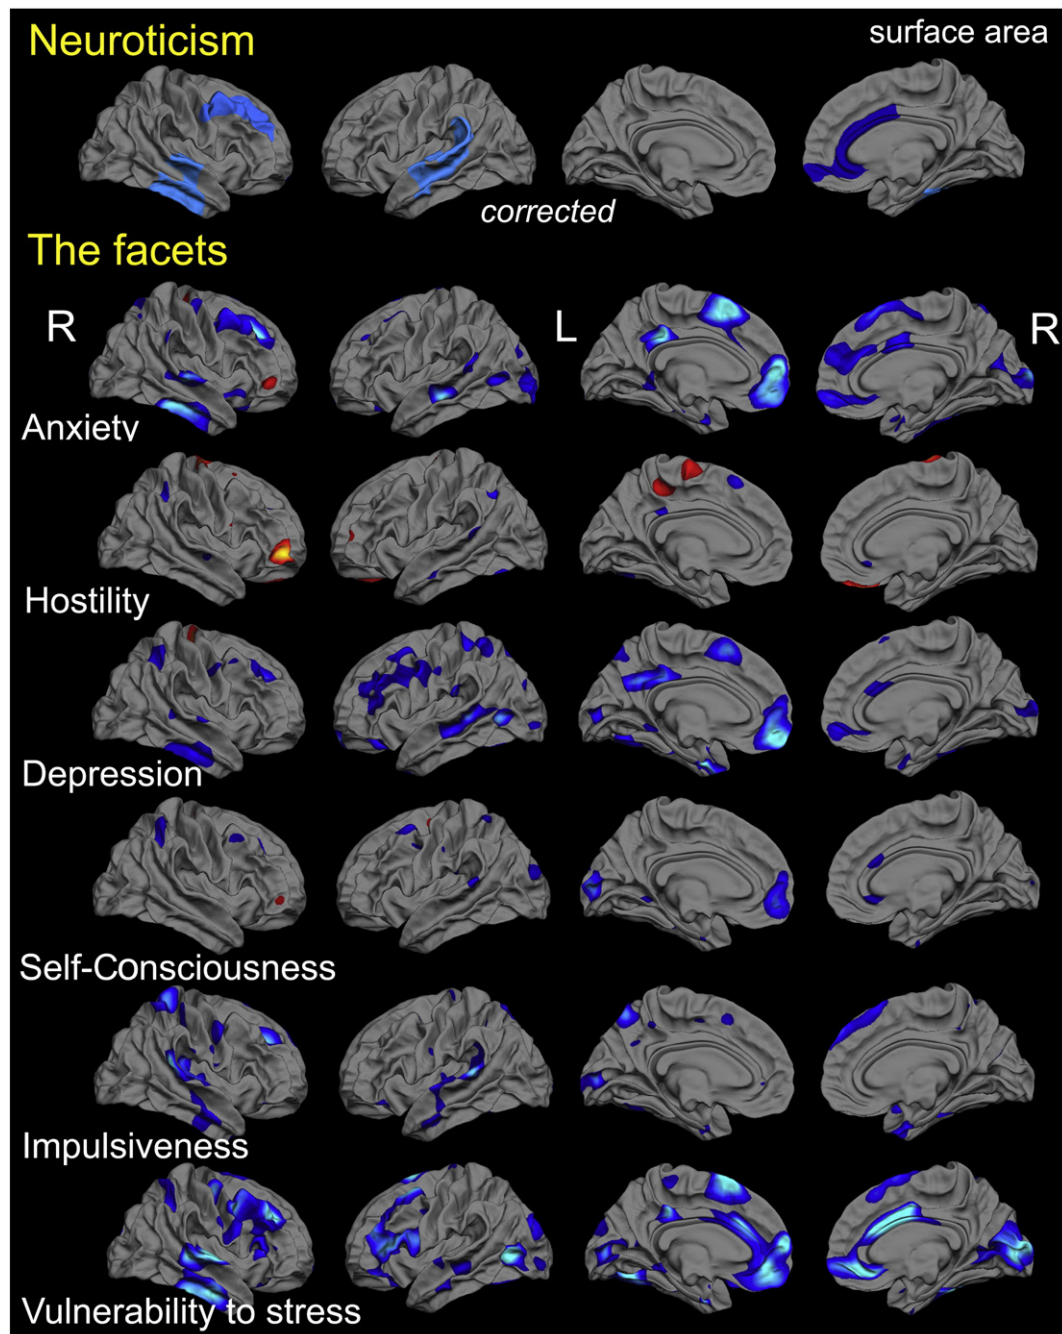 Neuroticism
surface area
corrected
The facets
R
L
R
Anxiety
Hostility
Depression
Self-Consciousness
Impulsiveness
Vulnerability to stress